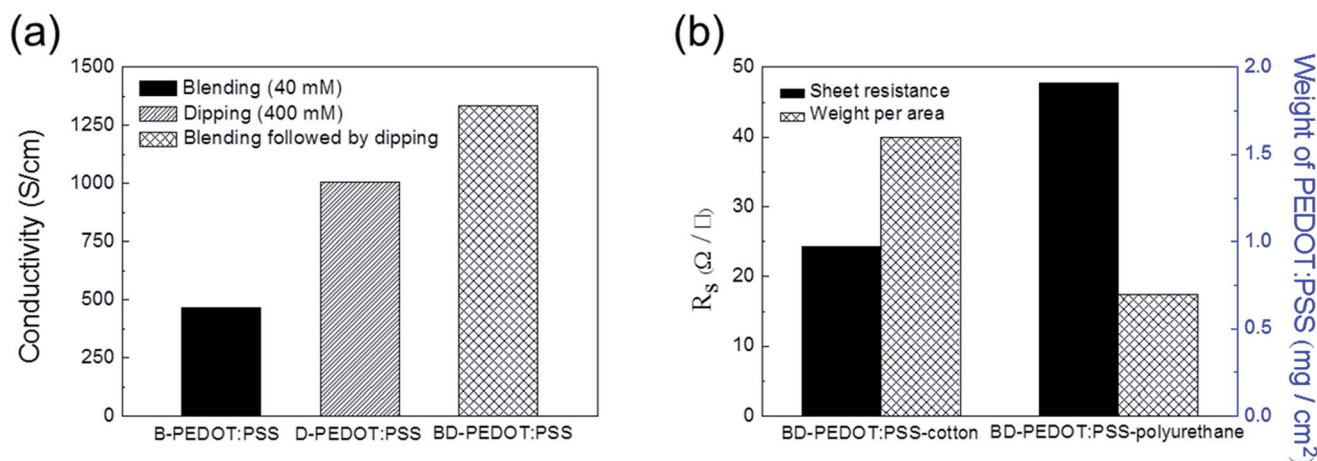 (a)
Conductivity (S/cm)
1500
1250
1000
750
500
250
0
Blending (40 mM)
Dipping (400 mM)
Blending followed by dipping
B-PEDOT:PSS
D-PEDOT:PSS
BD-PEDOT:PSS
(b)
Rs (Ω / □)
50
40
30
20
10
0
Sheet resistance
Weight per area
BD-PEDOT:PSS-cotton
BD-PEDOT:PSS-polyurethane
2.0
1.5
1.0
0.5
0.0
Weight of PEDOT:PSS (mg / cm²)